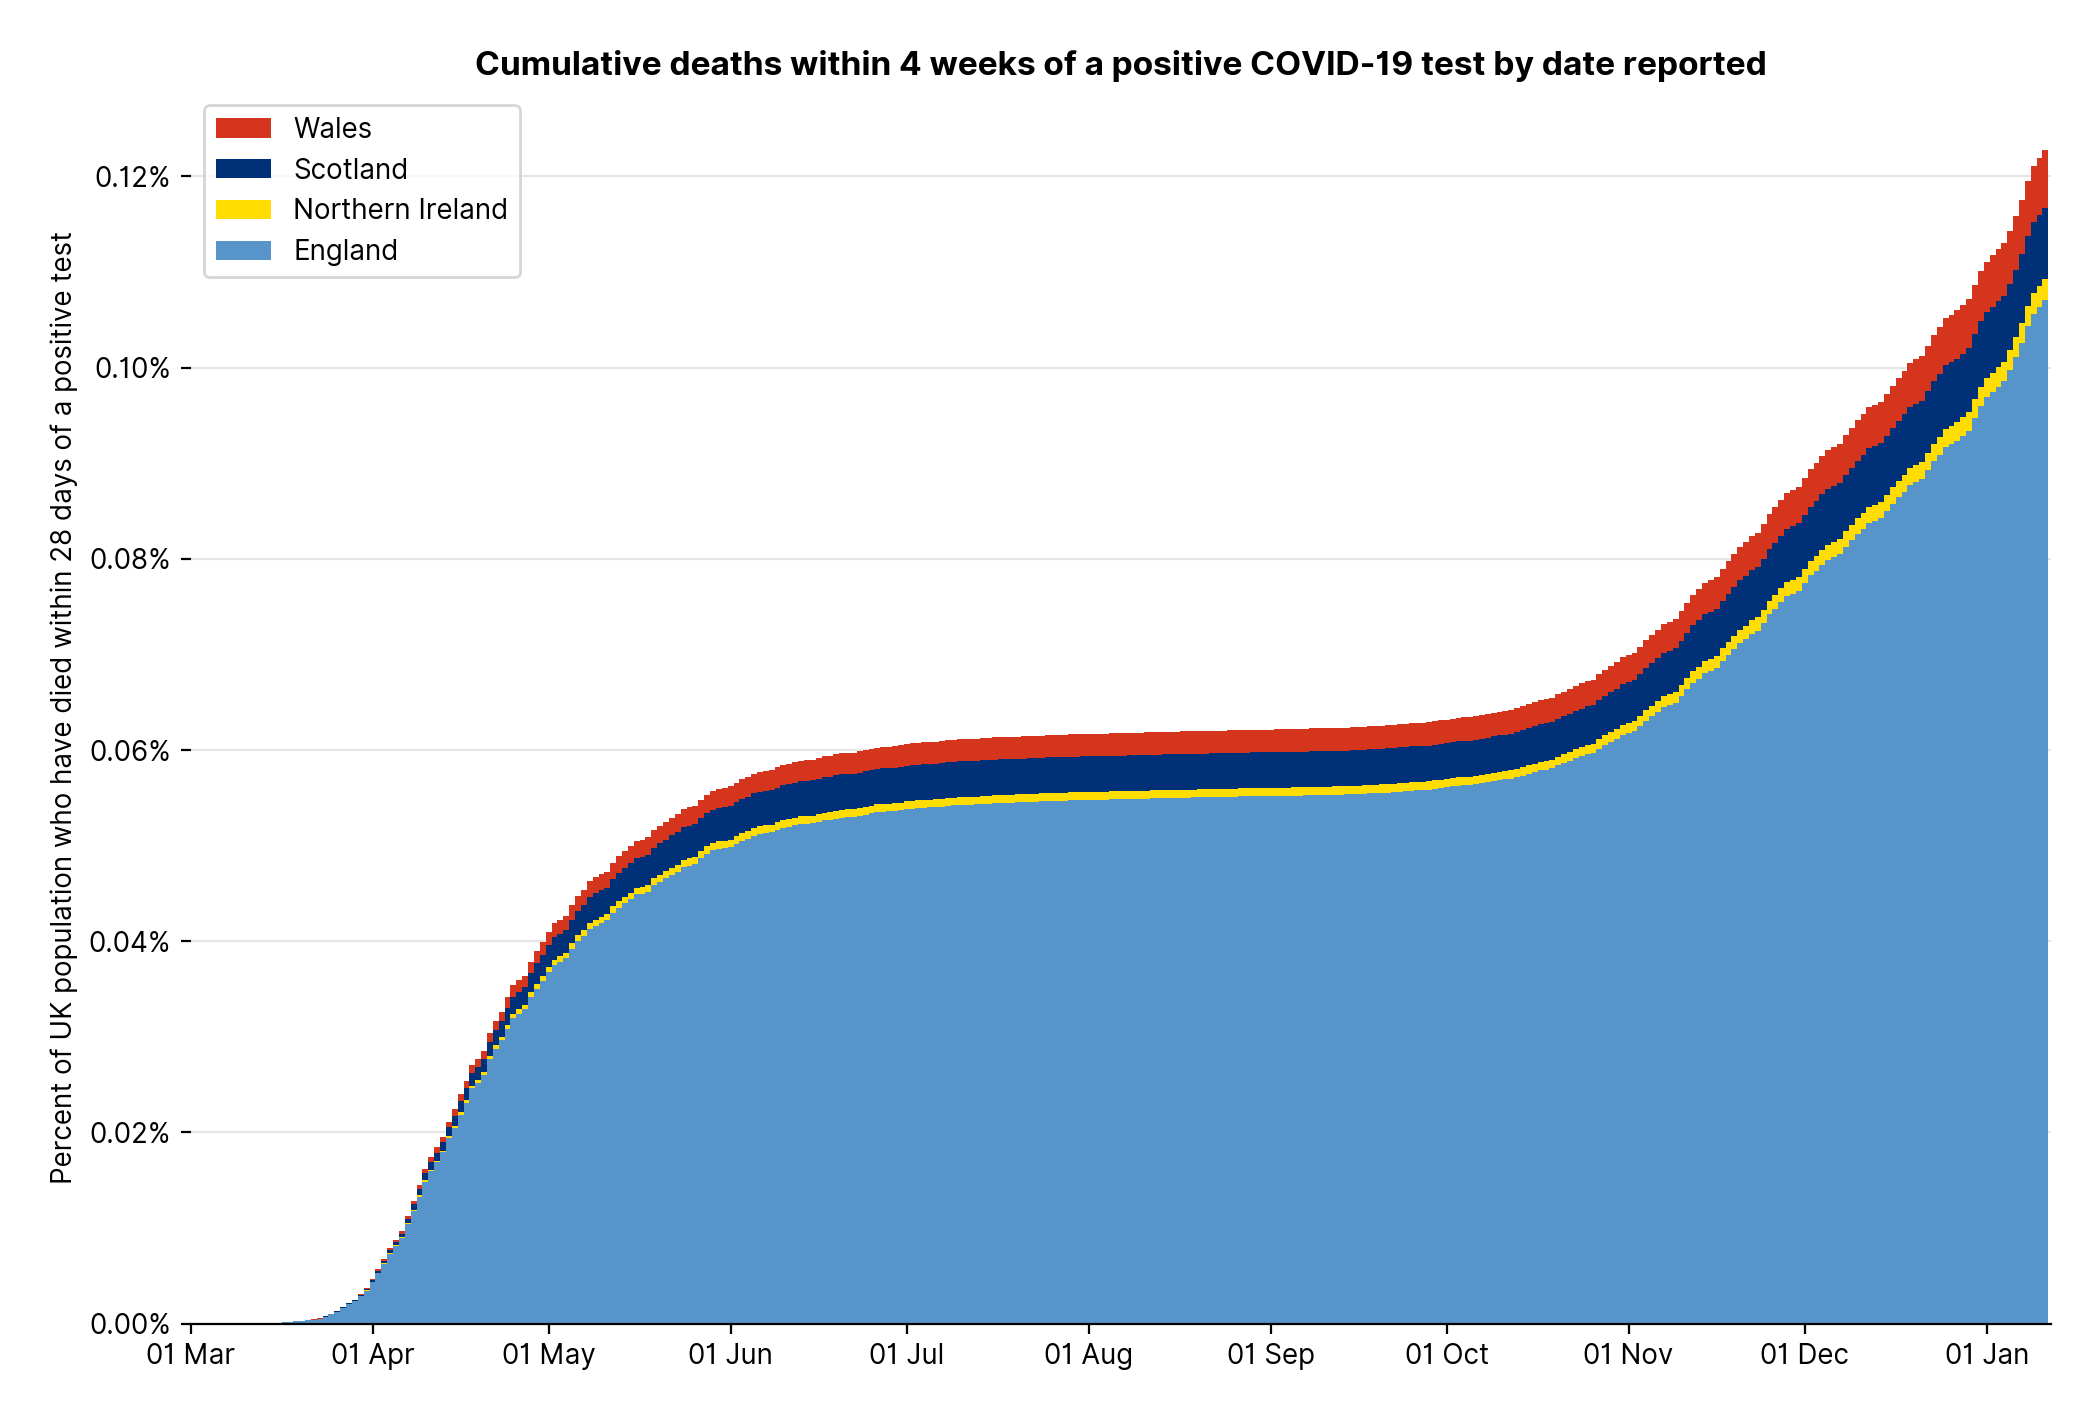 Cumulative deaths within 4 weeks of a positive COVID-19 test by date reported
Wales
Scotland
Northern Ireland
England
Percent of UK population who have died within 28 days of a positive test
0.12%
0.10%
0.08%
0.06%
0.04%
0.02%
0.00%
01 Mar
01 Apr
01 May
01 Jun
01 Jul
01 Aug
01 Sep
01 Oct
01 Nov
01 Dec
01 Jan